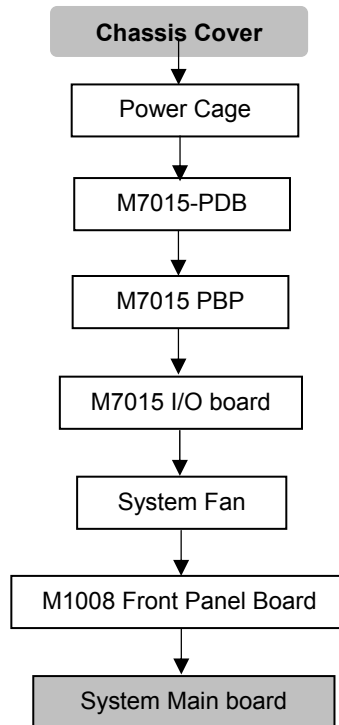 Chassis Cover
Power Cage
M7015-PDB
M7015 PBP
M7015 I/O board
System Fan
M1008 Front Panel Board
System Main board